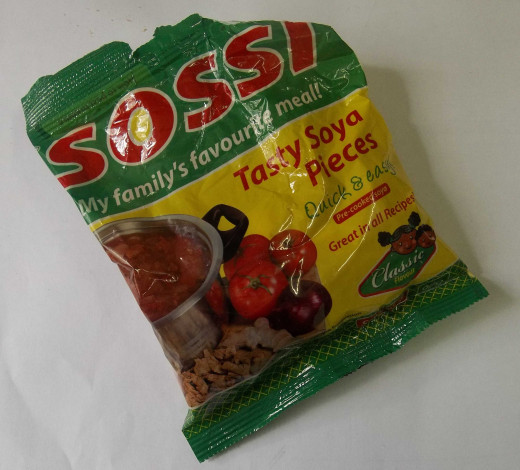 SOSSI
My family's favourite meal!
Tasty Soya
Pieces
Quick & easy
Pre-cooked soya
Great in all Recipes
Classic